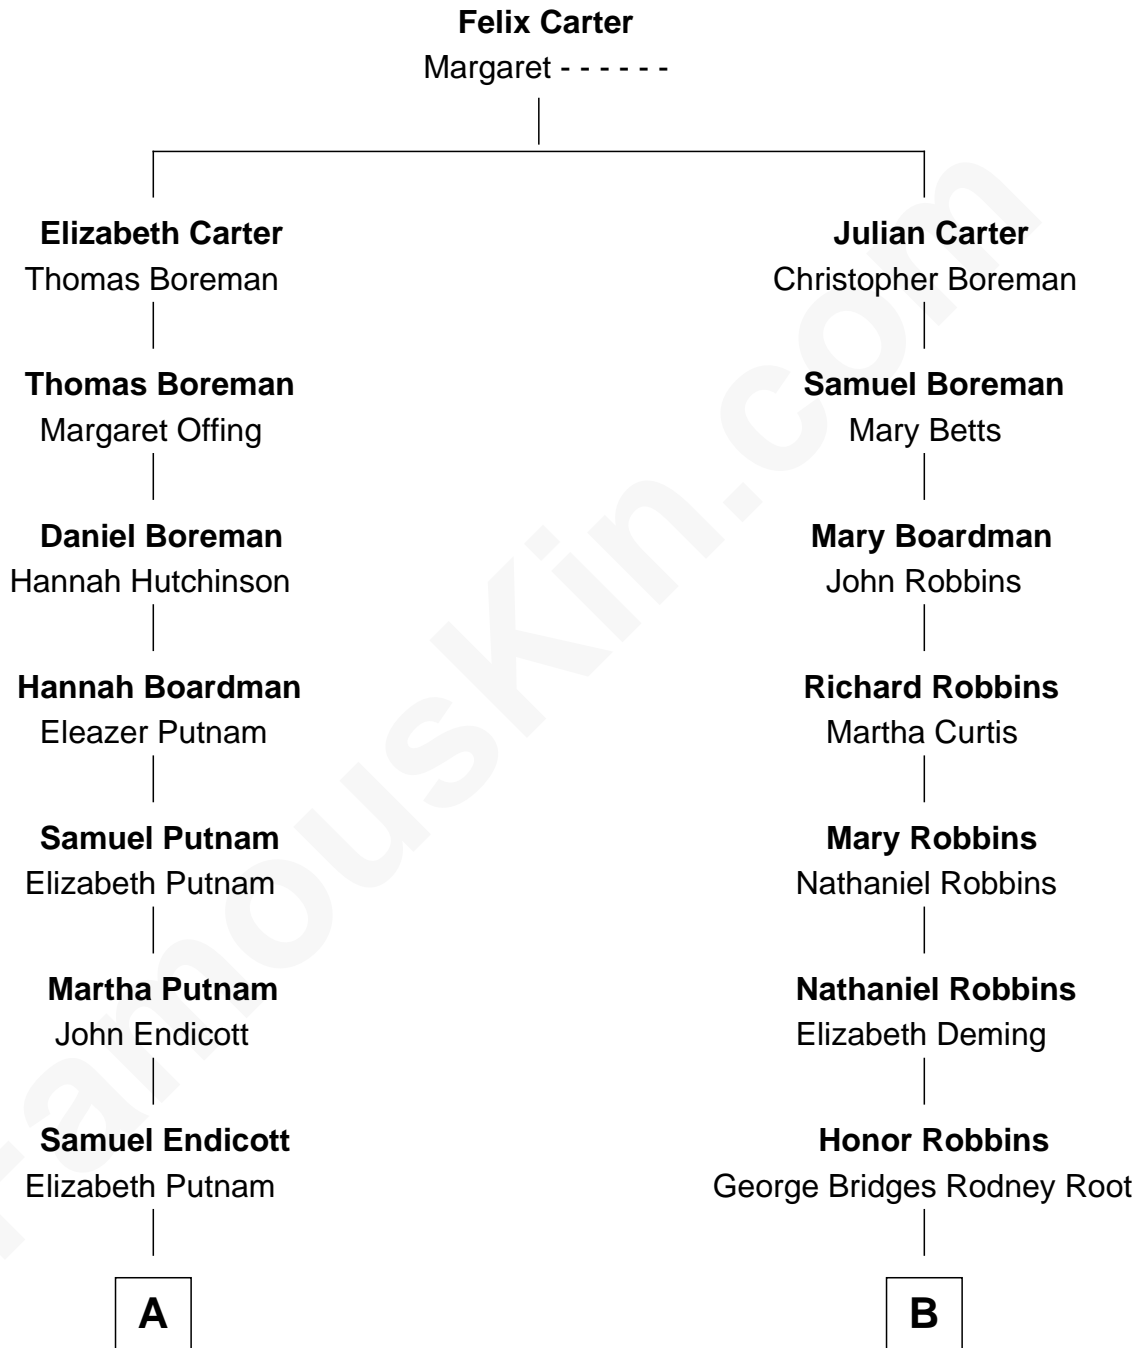 Felix Carter
Margaret - - - - - -
Elizabeth Carter
Thomas Boreman
Julian Carter
Christopher Boreman
Thomas Boreman
Margaret Offing
Samuel Boreman
Mary Betts
Daniel Boreman
Hannah Hutchinson
Mary Boardman
John Robbins
Hannah Boardman
Eleazer Putnam
Richard Robbins
Martha Curtis
Samuel Putnam
Elizabeth Putnam
Mary Robbins
Nathaniel Robbins
Martha Putnam
John Endicott
Nathaniel Robbins
Elizabeth Deming
Samuel Endicott
Elizabeth Putnam
Honor Robbins
George Bridges Rodney Root
A
B
FamousKin.com